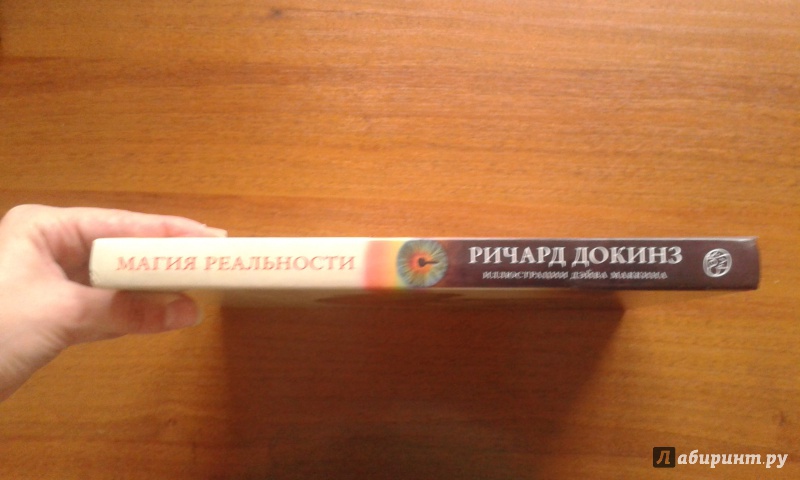 МАГИЯ РЕАЛЬНОСТИ
РИЧАРД ДОКИНЗ
ИЛЛЮСТРАЦИИ ДЭЙВА МАККИНА
Лабиринт.ру